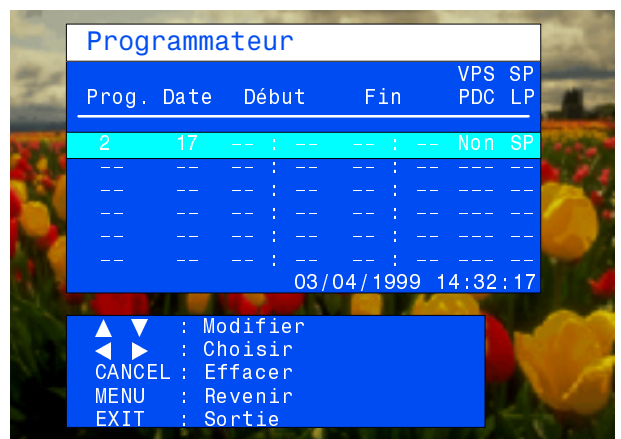 Programmateur
VPS SP
Prog. Date Début Fin PDC LP
2 17 -- : -- -- : -- Non SP
-- -- -- : -- -- : -- --- --
-- -- -- : -- -- : -- --- --
-- -- -- : -- -- : -- --- --
-- -- -- : -- -- : -- --- --
-- -- -- : -- -- : -- --- --
03/04/1999 14:32:17
▲ ▼ : Modifier
◀ ▶ : Choisir
CANCEL : Effacer
MENU : Revenir
EXIT : Sortie